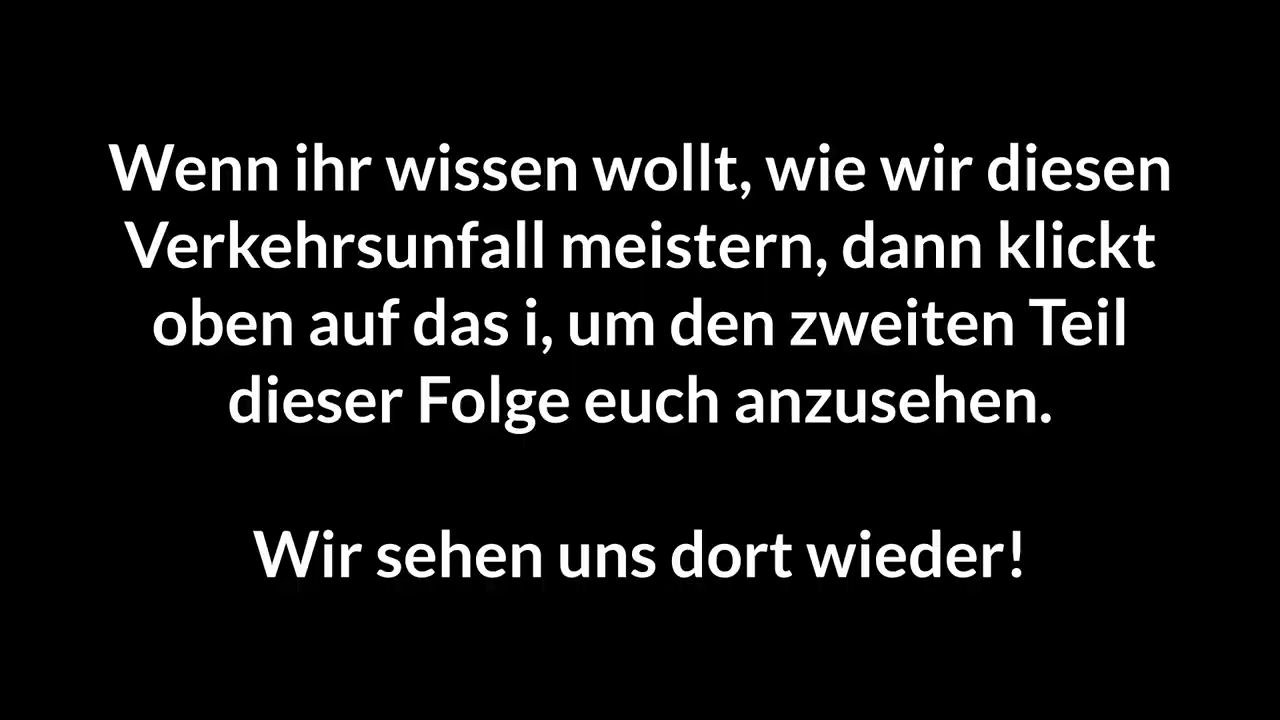 Wenn ihr wissen wollt, wie wir diesen
Verkehrsunfall meistern, dann klickt
oben auf das i, um den zweiten Teil
dieser Folge euch anzusehen.
Wir sehen uns dort wieder!